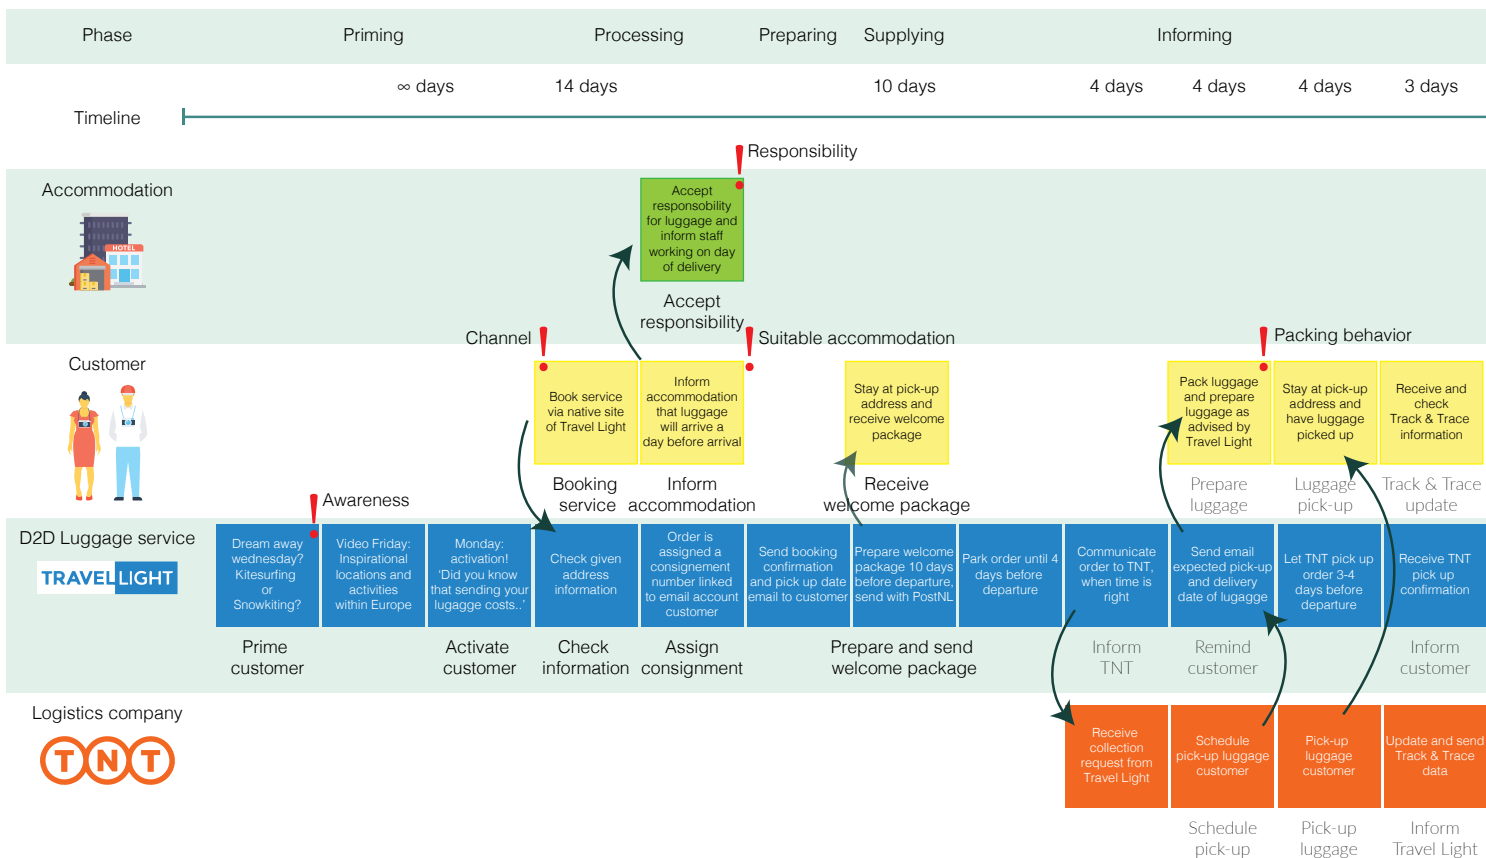 Phase
Priming
Processing
Preparing
Supplying
Informing
∞ days
14 days
10 days
4 days
4 days
4 days
3 days
Timeline
Responsibility
Accommodation
HOTEL
Accept
responsobility
for luggage and
inform staff
working on day
of delivery
Accept
responsibility
Channel
Suitable accommodation
Packing behavior
Customer
Book service
via native site
of Travel Light
Inform
accommodation
that luggage
will arrive a
day before arrival
Stay at pick-up
address and
receive welcome
package
Pack luggage
and prepare
luggage as
advised by
Travel Light
Stay at pick-up
address and
have luggage
picked up
Receive and
check
Track & Trace
information
Booking
service
Inform
accommodation
Receive
welcome package
Prepare
luggage
Luggage
pick-up
Track & Trace
update
Awareness
D2D Luggage service
TRAVELLIGHT
Dream away
wednesday?
Kitesurfing
or
Snowkiting?
Video Friday:
Inspirational
locations and
activities
within Europe
Monday:
activation!
'Did you know
that sending your
lugagge costs..'
Check given
address
information
Order is
assigned a
consignement
number linked
to email account
customer
Send booking
confirmation
and pick up date
email to customer
Prepare welcome
package 10 days
before departure,
send with PostNL
Park order until 4
days before
departure
Communicate
order to TNT,
when time is
right
Send email
expected pick-up
and delivery
date of lugagge
Let TNT pick up
order 3-4
days before
departure
Receive TNT
pick up
confirmation
Prime
customer
Activate
customer
Check
information
Assign
consignment
Prepare and send
welcome package
Inform
TNT
Remind
customer
Inform
customer
Logistics company
TNT
Receive
collection
request from
Travel Light
Schedule
pick-up luggage
customer
Pick-up
luggage
customer
Update and send
Track & Trace
data
Schedule
pick-up
Pick-up
luggage
Inform
Travel Light